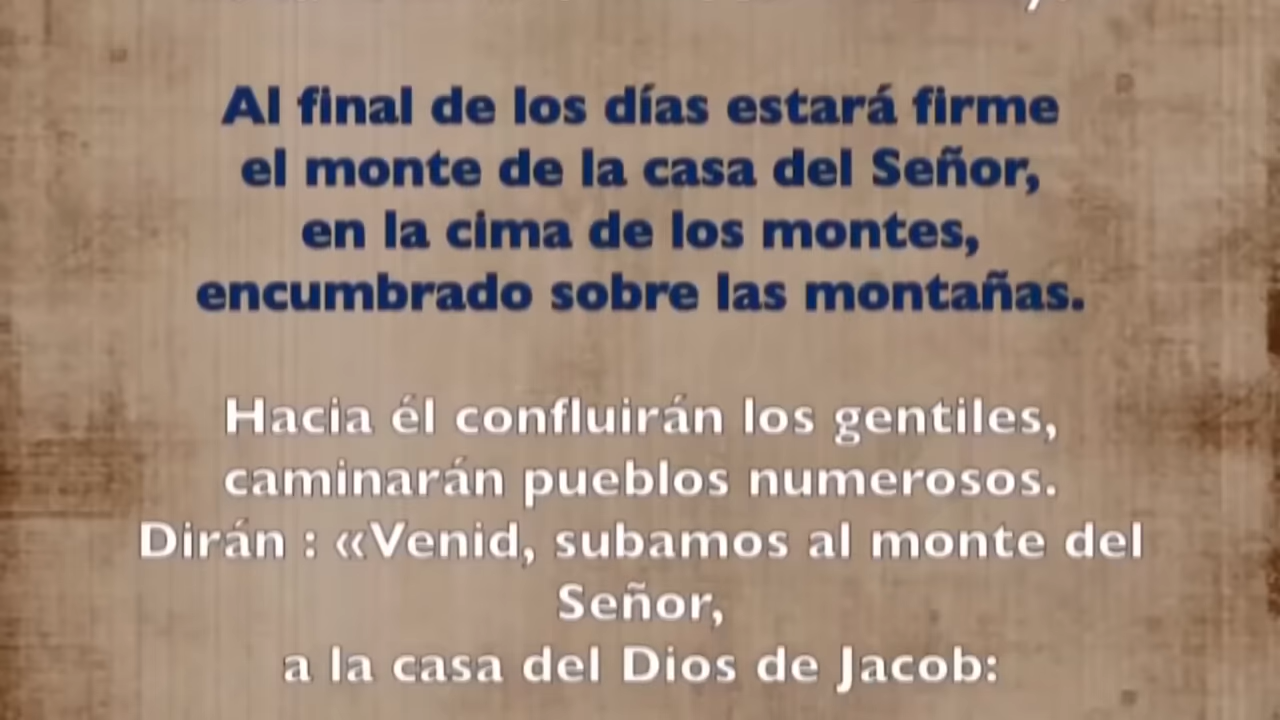 Al final de los días estará firme
el monte de la casa del Señor,
en la cima de los montes,
encumbrado sobre las montañas.
Hacia él confluirán los gentiles,
caminarán pueblos numerosos.
Dirán : «Venid, subamos al monte del
Señor,
a la casa del Dios de Jacob: